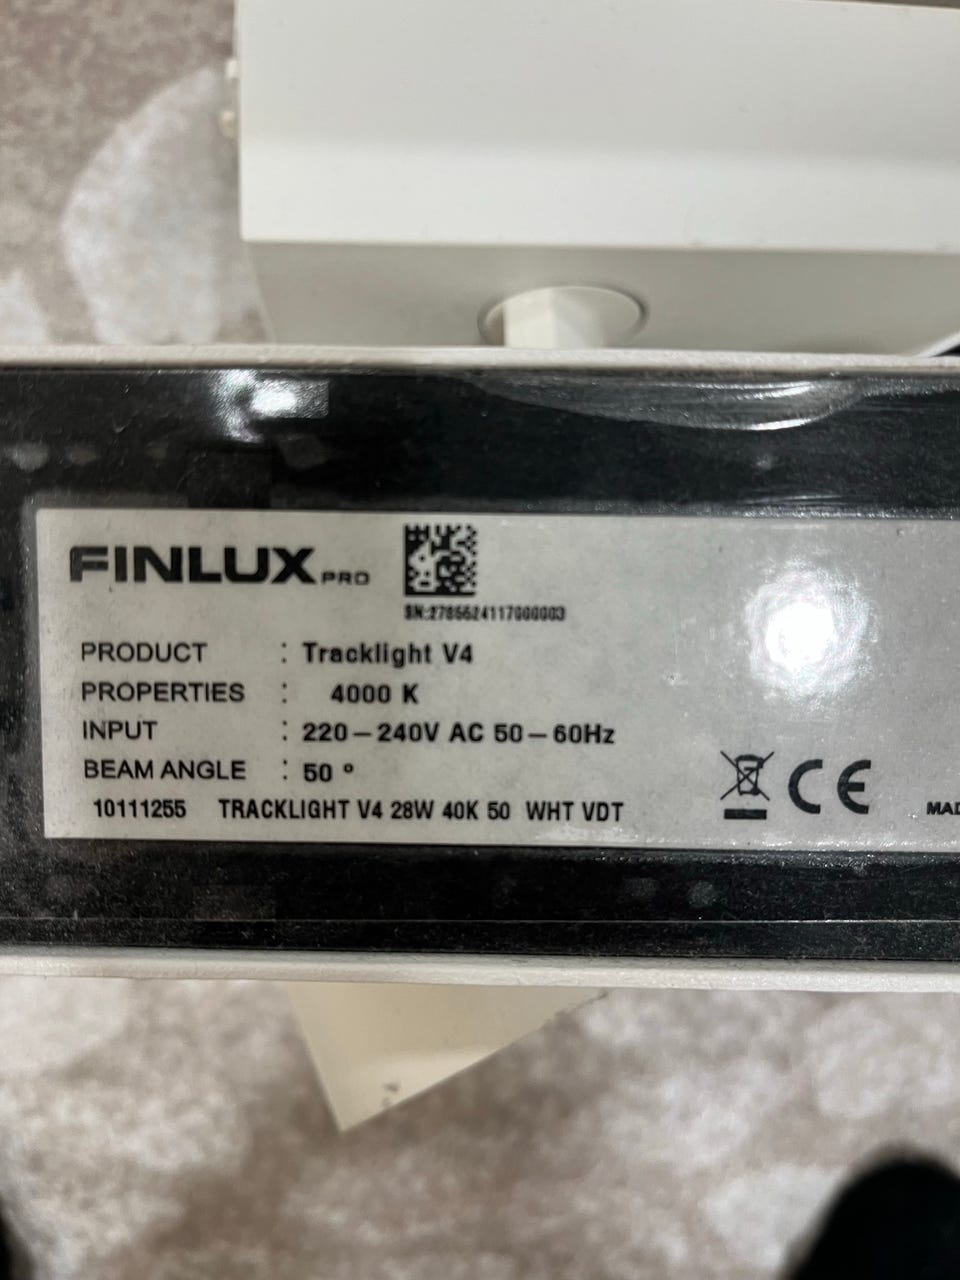 FINLUX PRO
SN:2785624117000003
PRODUCT : Tracklight V4
PROPERTIES : 4000 K
INPUT : 220-240V AC 50-60Hz
BEAM ANGLE : 50 °
10111255 TRACKLIGHT V4 28W 40K 50 WHT VDT
CE